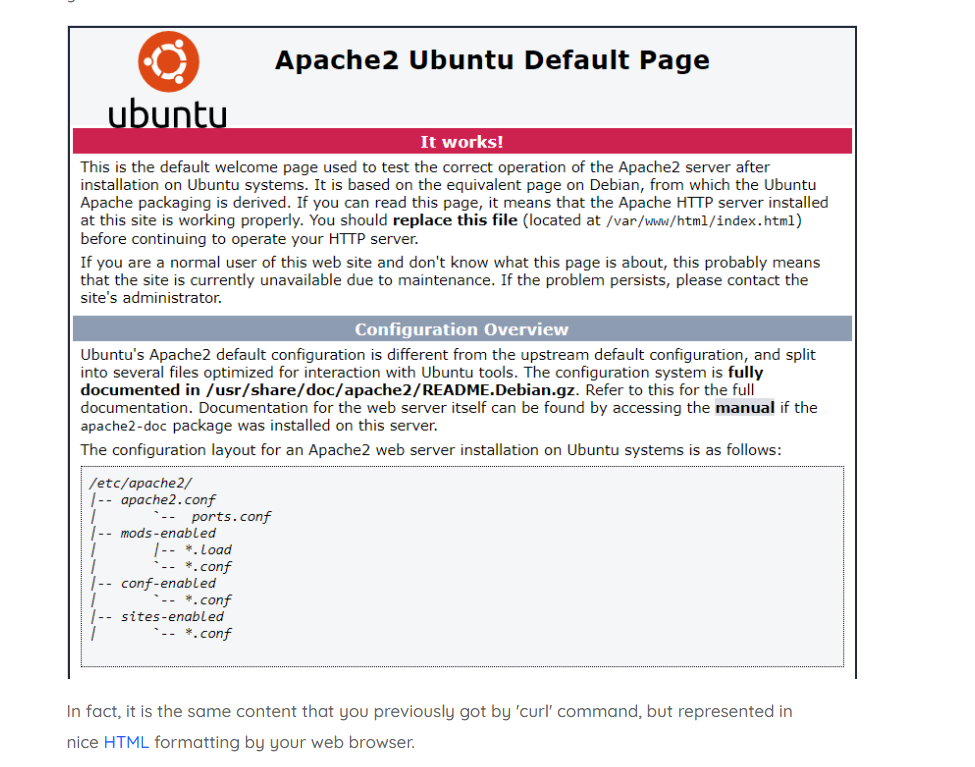 ubuntu
Apache2 Ubuntu Default Page
It works!
This is the default welcome page used to test the correct operation of the Apache2 server after
installation on Ubuntu systems. It is based on the equivalent page on Debian, from which the Ubuntu
Apache packaging is derived. If you can read this page, it means that the Apache HTTP server installed
at this site is working properly. You should replace this file (located at /var/www/html/index.html)
before continuing to operate your HTTP server.
If you are a normal user of this web site and don't know what this page is about, this probably means
that the site is currently unavailable due to maintenance. If the problem persists, please contact the
site's administrator.
Configuration Overview
Ubuntu's Apache2 default configuration is different from the upstream default configuration, and split
into several files optimized for interaction with Ubuntu tools. The configuration system is fully
documented in /usr/share/doc/apache2/README.Debian.gz. Refer to this for the full
documentation. Documentation for the web server itself can be found by accessing the manual if the
apache2-doc package was installed on this server.
The configuration layout for an Apache2 web server installation on Ubuntu systems is as follows:
/etc/apache2/
|-- apache2.conf
|       `--  ports.conf
|-- mods-enabled
|       |-- *.load
|       `-- *.conf
|-- conf-enabled
|       `-- *.conf
|-- sites-enabled
|       `-- *.conf
In fact, it is the same content that you previously got by 'curl' command, but represented in
nice HTML formatting by your web browser.